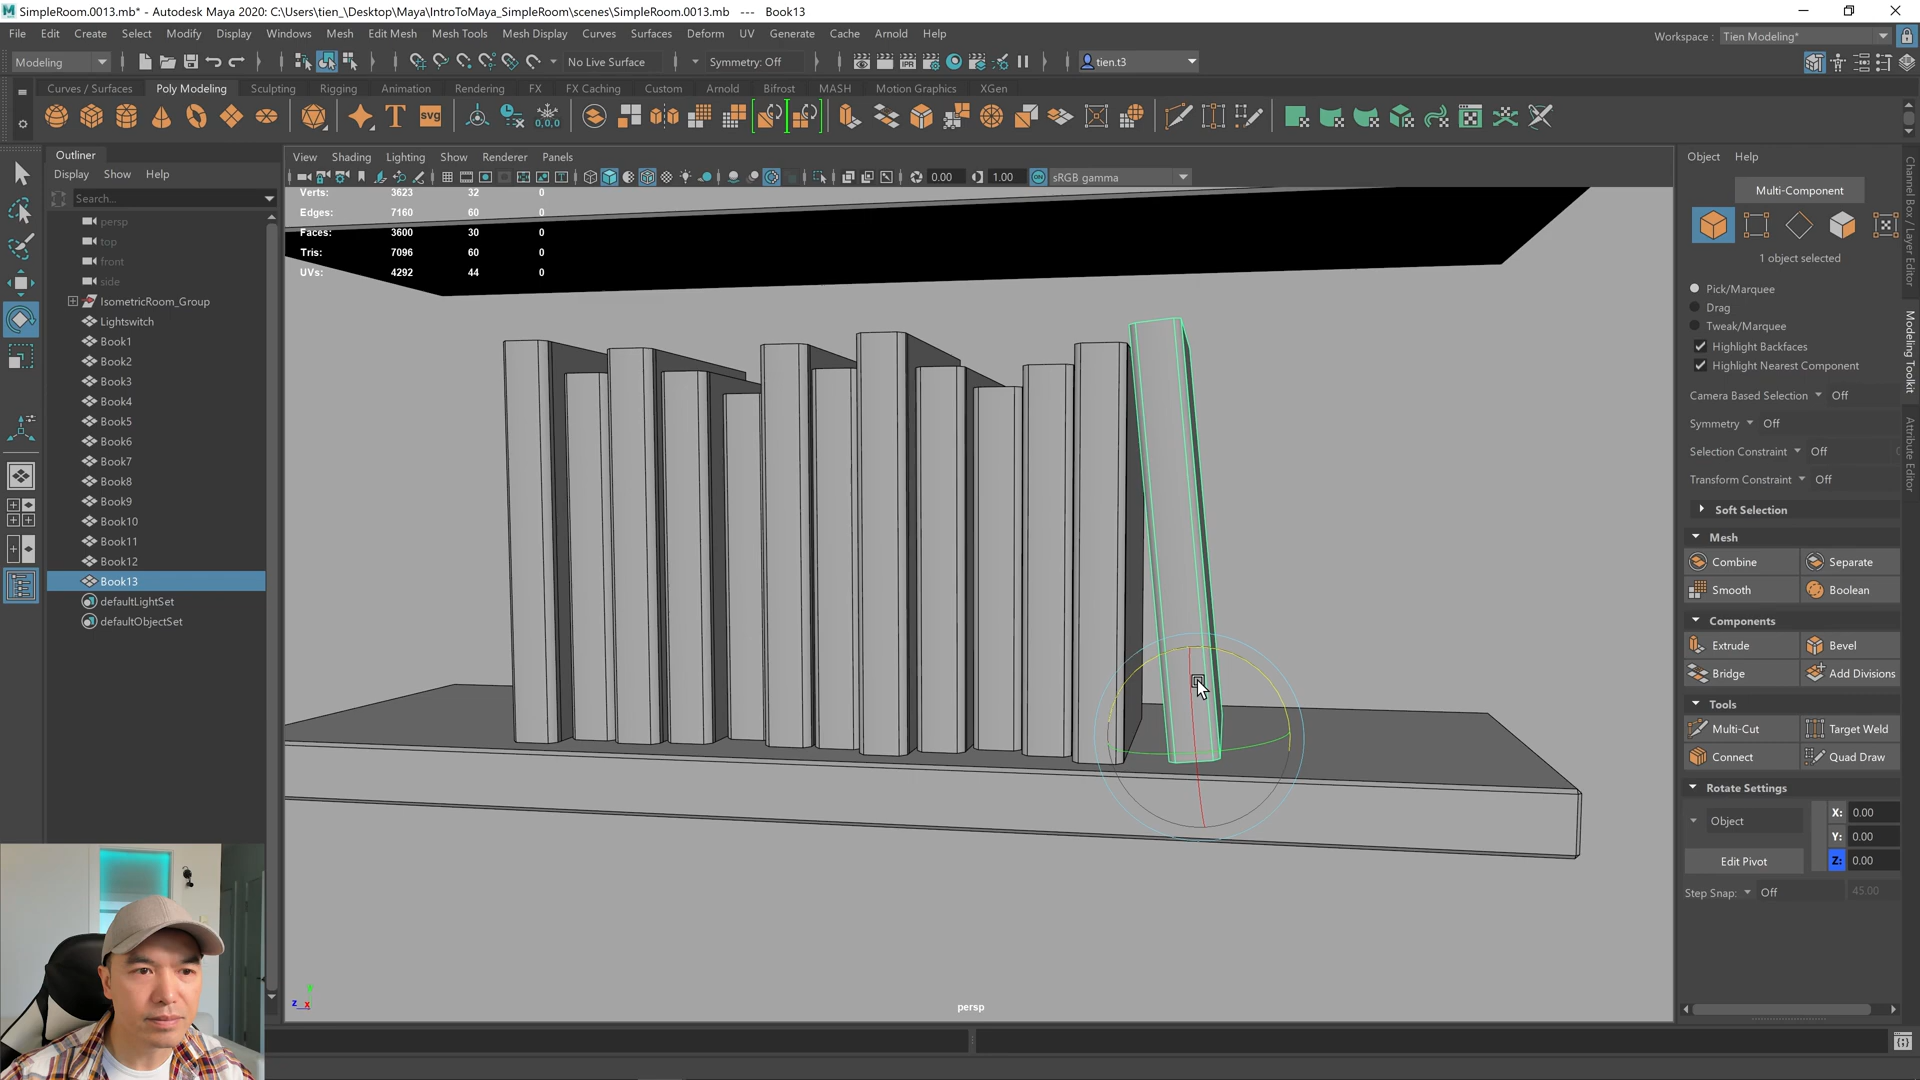 SimpleRoom.0013.mb* - Autodesk Maya 2020: C:\Users\tien_\Desktop\Maya\IntroToMaya_SimpleRoom\scenes\SimpleRoom.0013.mb --- Book13
File Edit Create Select Modify Display Windows Mesh Edit Mesh Mesh Tools Mesh Display Curves Surfaces Deform UV Generate Cache Arnold Help
Workspace : Tien Modeling*
Modeling
No Live Surface
Symmetry: Off
tien.t3
Curves / Surfaces Poly Modeling Sculpting Rigging Animation Rendering FX FX Caching Custom Arnold Bifrost MASH Motion Graphics XGen
svg
0,0,0
IPR
Outliner
Display Show Help
Search...
persp
top
front
side
IsometricRoom_Group
Lightswitch
Book1
Book2
Book3
Book4
Book5
Book6
Book7
Book8
Book9
Book10
Book11
Book12
Book13
defaultLightSet
defaultObjectSet
View Shading Lighting Show Renderer Panels
0.00 1.00 ON sRGB gamma
Verts: 3623 32 0
Edges: 7160 60 0
Faces: 3600 30 0
Tris: 7096 60 0
UVs: 4292 44 0
y
z x
persp
Object Help
Multi-Component
1 object selected
Pick/Marquee
Drag
Tweak/Marquee
Highlight Backfaces
Highlight Nearest Component
Camera Based Selection Off
Symmetry Off
Selection Constraint Off
Transform Constraint Off
Soft Selection
Mesh
Combine Separate
Smooth Boolean
Components
Extrude Bevel
Bridge Add Divisions
Tools
Multi-Cut Target Weld
Connect Quad Draw
Rotate Settings
Object
X: 0.00
Y: 0.00
Edit Pivot
Z: 0.00
Step Snap: Off 45.00
Channel Box / Layer Editor
Modeling Toolkit
Attribute Editor